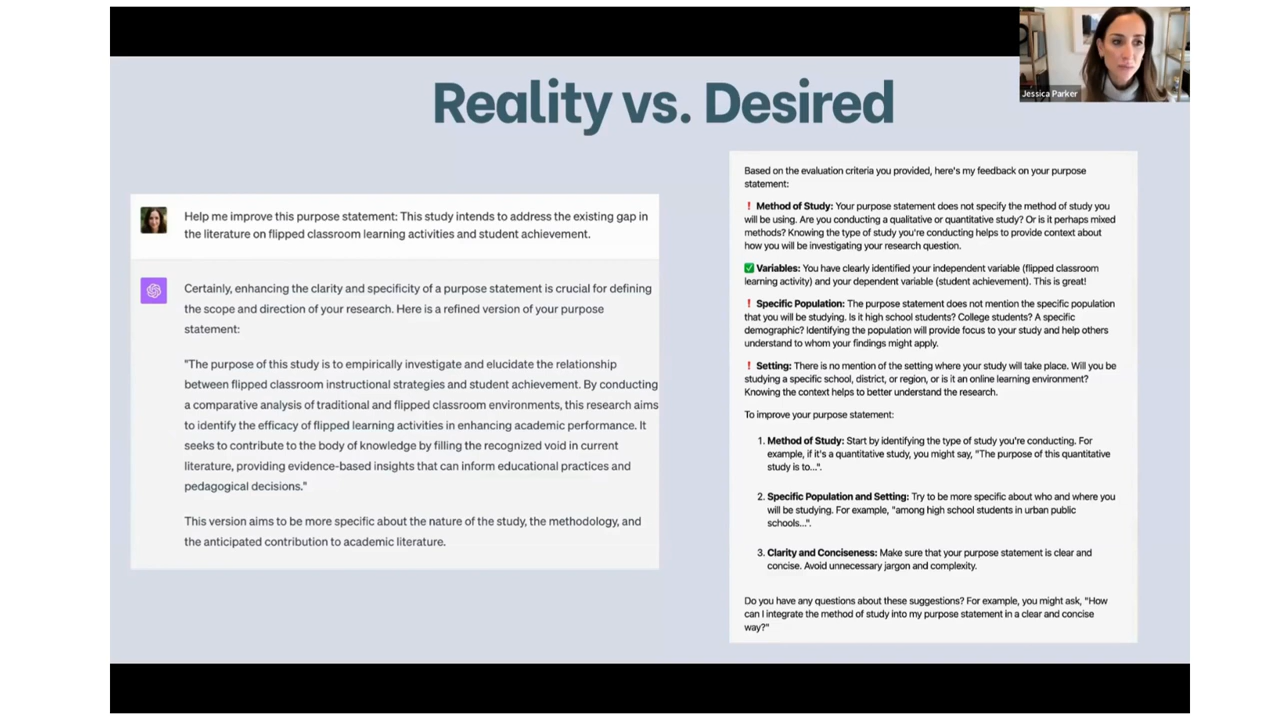 Jessica Parker
Reality vs. Desired
Help me improve this purpose statement: This study intends to address the existing gap in
the literature on flipped classroom learning activities and student achievement.
Certainly, enhancing the clarity and specificity of a purpose statement is crucial for defining
the scope and direction of your research. Here is a refined version of your purpose
statement:
"The purpose of this study is to empirically investigate and elucidate the relationship
between flipped classroom instructional strategies and student achievement. By conducting
a comparative analysis of traditional and flipped classroom environments, this research aims
to identify the efficacy of flipped learning activities in enhancing academic performance. It
seeks to contribute to the body of knowledge by filling the recognized void in current
literature, providing evidence-based insights that can inform educational practices and
pedagogical decisions."
This version aims to be more specific about the nature of the study, the methodology, and
the anticipated contribution to academic literature.
Based on the evaluation criteria you provided, here's my feedback on your purpose
statement:
❗ Method of Study: Your purpose statement does not specify the method of study you
will be using. Are you conducting a qualitative or quantitative study? Or is it perhaps mixed
methods? Knowing the type of study you're conducting helps to provide context about
how you will be investigating your research question.
✅ Variables: You have clearly identified your independent variable (flipped classroom
learning activity) and your dependent variable (student achievement). This is great!
❗ Specific Population: The purpose statement does not mention the specific population
that you will be studying. Is it high school students? College students? A specific
demographic? Identifying the population will provide focus to your study and help others
understand to whom your findings might apply.
❗ Setting: There is no mention of the setting where your study will take place. Will you be
studying a specific school, district, or region, or is it an online learning environment?
Knowing the context helps to better understand the research.
To improve your purpose statement:
1. Method of Study: Start by identifying the type of study you're conducting. For
example, if it's a quantitative study, you might say, "The purpose of this quantitative
study is to...".
2. Specific Population and Setting: Try to be more specific about who and where you
will be studying. For example, "among high school students in urban public
schools...".
3. Clarity and Conciseness: Make sure that your purpose statement is clear and
concise. Avoid unnecessary jargon and complexity.
Do you have any questions about these suggestions? For example, you might ask, "How
can I integrate the method of study into my purpose statement in a clear and concise
way?"